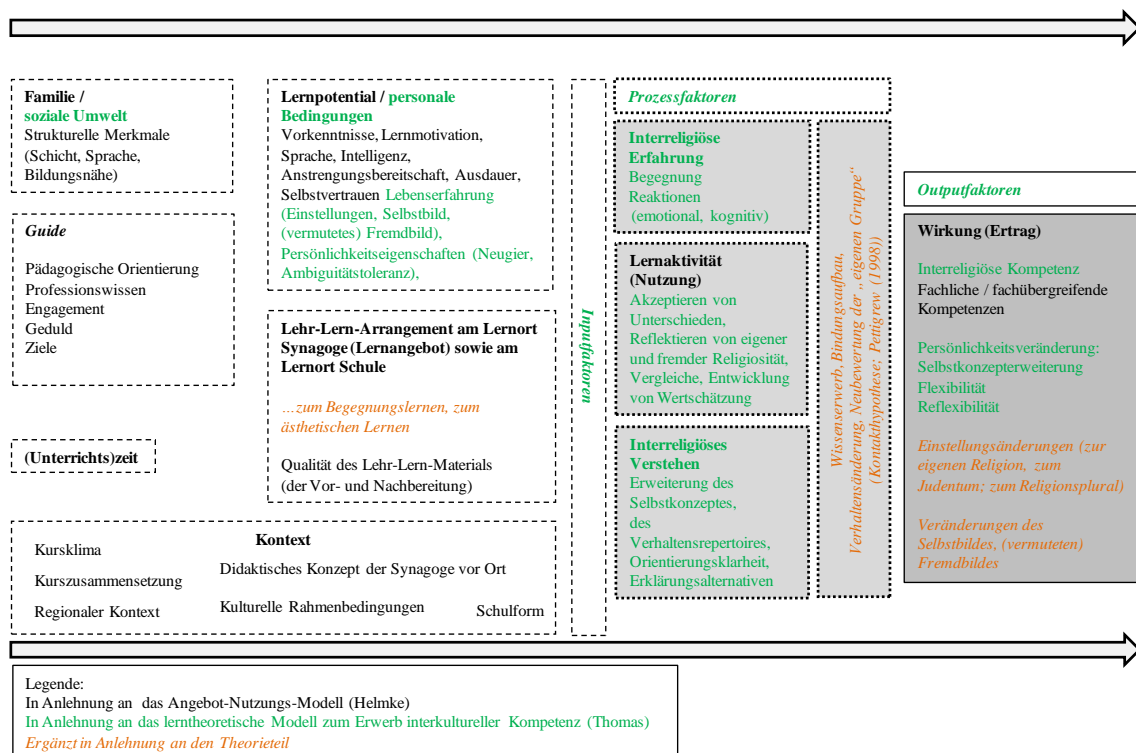 Familie /
soziale Umwelt
Strukturelle Merkmale
(Schicht, Sprache,
Bildungsnähe)
Guide
Pädagogische Orientierung
Professionswissen
Engagement
Geduld
Ziele
(Unterrichts)zeit
Lernpotential / personale
Bedingungen
Vorkenntnisse, Lernmotivation,
Sprache, Intelligenz,
Anstrengungsbereitschaft, Ausdauer,
Selbstvertrauen Lebenserfahrung
(Einstellungen, Selbstbild,
(vermutetes) Fremdbild),
Persönlichkeitseigenschaften (Neugier,
Ambiguitätstoleranz),
Lehr-Lern-Arrangement am Lernort
Synagoge (Lernangebot) sowie am
Lernort Schule
…zum Begegnungslernen, zum
ästhetischen Lernen
Qualität des Lehr-Lern-Materials
(der Vor- und Nachbereitung)
Kontext
Kursklima
Didaktisches Konzept der Synagoge vor Ort
Kurszusammensetzung
Regionaler Kontext
Kulturelle Rahmenbedingungen
Schulform
Inputfaktoren
Prozessfaktoren
Interreligiöse
Erfahrung
Begegnung
Reaktionen
(emotional, kognitiv)
Lernaktivität
(Nutzung)
Akzeptieren von
Unterschieden,
Reflektieren von eigener
und fremder Religiosität,
Vergleiche, Entwicklung
von Wertschätzung
Interreligiöses
Verstehen
Erweiterung des
Selbstkonzeptes,
des
Verhaltensrepertoires,
Orientierungsklarheit,
Erklärungsalternativen
Wissenserwerb, Bindungsaufbau,
Verhaltensänderung, Neubewertung der „eigenen Gruppe“
(Kontakthypothese; Pettigrew (1998))
Outputfaktoren
Wirkung (Ertrag)
Interreligiöse Kompetenz
Fachliche / fachübergreifende
Kompetenzen
Persönlichkeitsveränderung:
Selbstkonzepterweiterung
Flexibilität
Reflexibilität
Einstellungsänderungen (zur
eigenen Religion, zum
Judentum; zum Religionsplural)
Veränderungen des
Selbstbildes, (vermuteten)
Fremdbildes
Legende:
In Anlehnung an das Angebot-Nutzungs-Modell (Helmke)
In Anlehnung an das lerntheoretische Modell zum Erwerb interkultureller Kompetenz (Thomas)
Ergänzt in Anlehnung an den Theorieteil